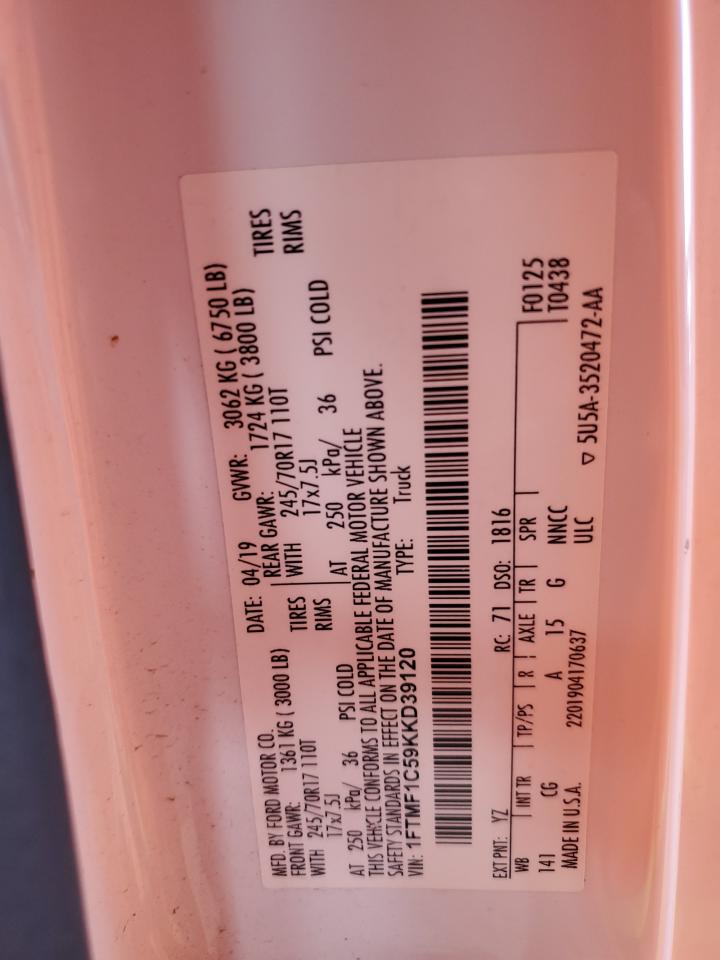 MFD. BY FORD MOTOR CO. DATE: 04/19 GVWR: 3062 KG ( 6750 LB)
FRONT GAWR: 1361 KG ( 3000 LB) REAR GAWR: 1724 KG ( 3800 LB)
WITH 245/70R17 110T TIRES WITH 245/70R17 110T TIRES
17x7.5J RIMS 17x7.5J RIMS
AT 250 kPa/ 36 PSI COLD AT 250 kPa/ 36 PSI COLD
THIS VEHICLE CONFORMS TO ALL APPLICABLE FEDERAL MOTOR VEHICLE
SAFETY STANDARDS IN EFFECT ON THE DATE OF MANUFACTURE SHOWN ABOVE.
VIN: 1FTMF1C59KKD39120 TYPE: Truck
EXT PNT: YZ RC: 71 DSO: 1816
WB INT TR TP/PS R AXLE TR SPR F0125
141 CG A 15 G NNCC T0438
ULC
MADE IN U.S.A. 2201904170637 ▽ 5U5A-3520472-AA